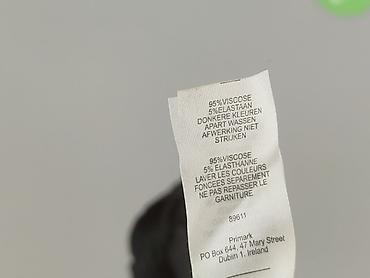 95%VISCOSE
5%ELASTAAN
DONKERE KLEUREN
APART WASSEN
AFWERKING NIET
STRIJKEN
95%VISCOSE
5% ELASTHANNE
LAVER LES COULEURS
FONCEES SEPAREMENT
NE PAS REPASSER LE
GARNITURE
89611
Primark
PO Box 644, 47 Mary Street
Dublin 1, Ireland